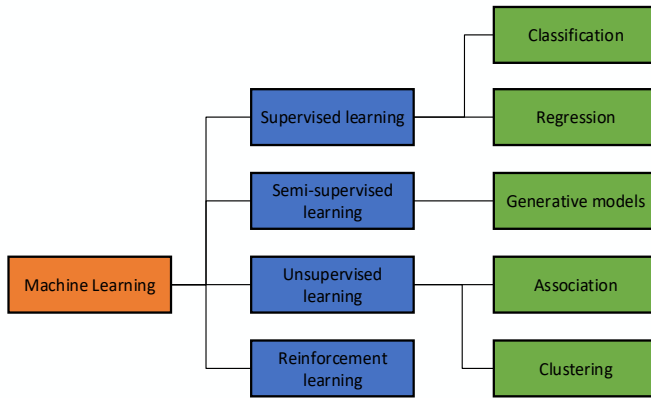 Classification
Supervised learning
Regression
Semi-supervised
learning
Generative models
Machine Learning
Unsupervised
learning
Association
Reinforcement
learning
Clustering